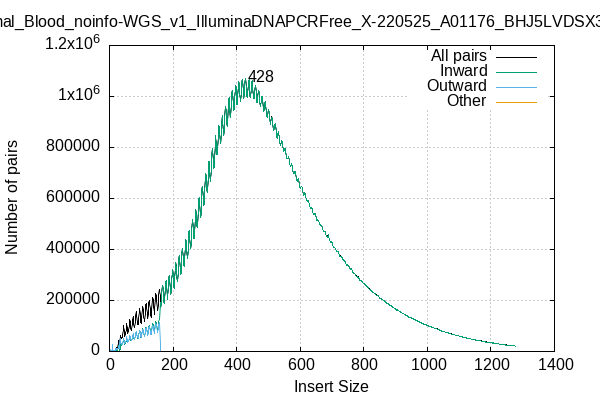 nal_Blood_noinfo-WGS_v1_IlluminaDNAPCRFree_X-220525_A01176_BHJ5LVDSX3
1.2x10^6
1x10^6
800000
600000
400000
200000
0
Number of pairs
428
All pairs
Inward
Outward
Other
0 200 400 600 800 1000 1200 1400
Insert Size